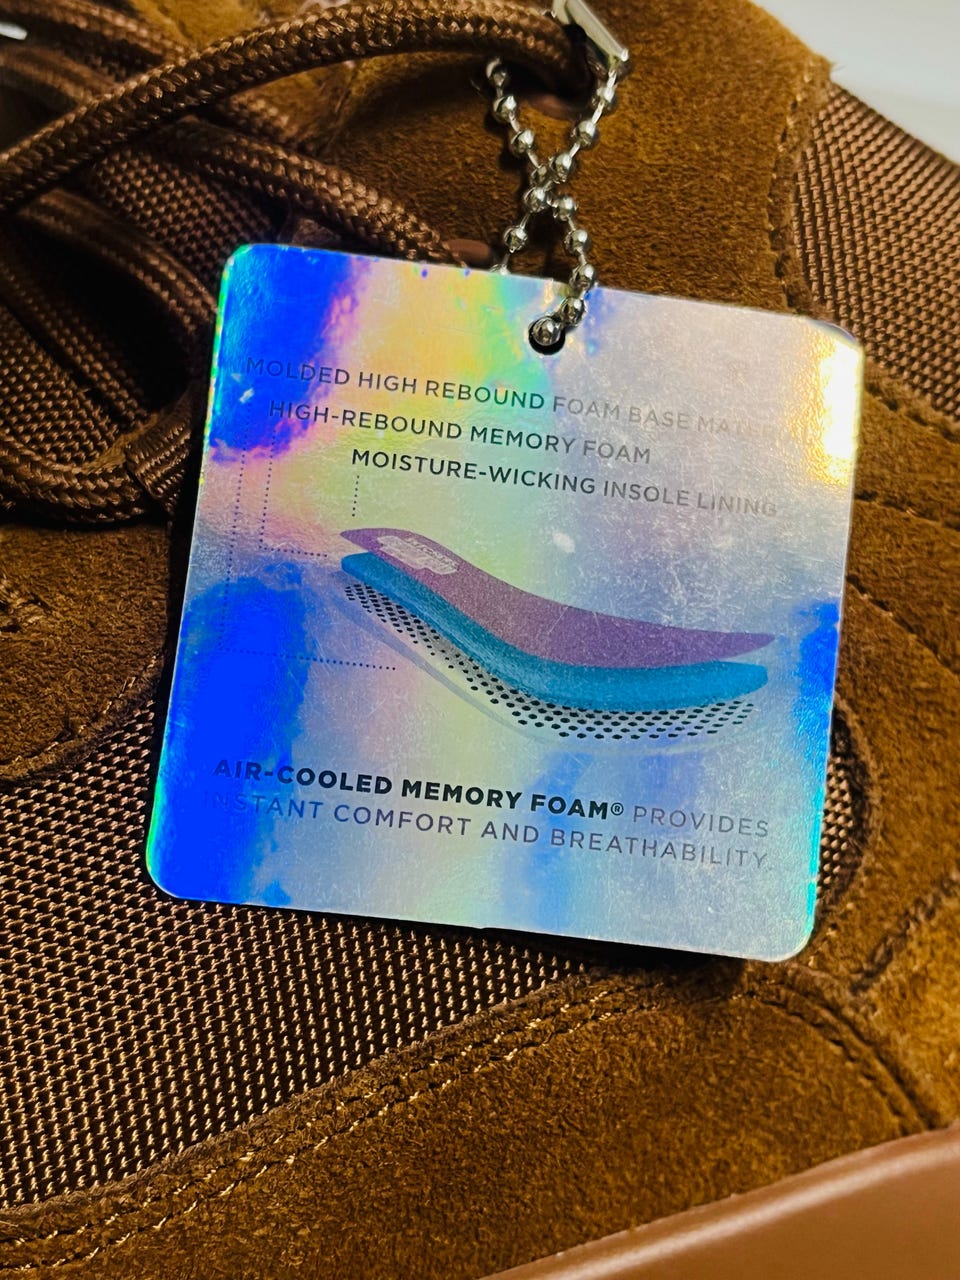 MOLDED HIGH REBOUND FOAM BASE
HIGH-REBOUND MEMORY FOAM
MOISTURE-WICKING INSOLE LINING
AIR-COOLED MEMORY FOAM® PROVIDES
INSTANT COMFORT AND BREATHABILITY.